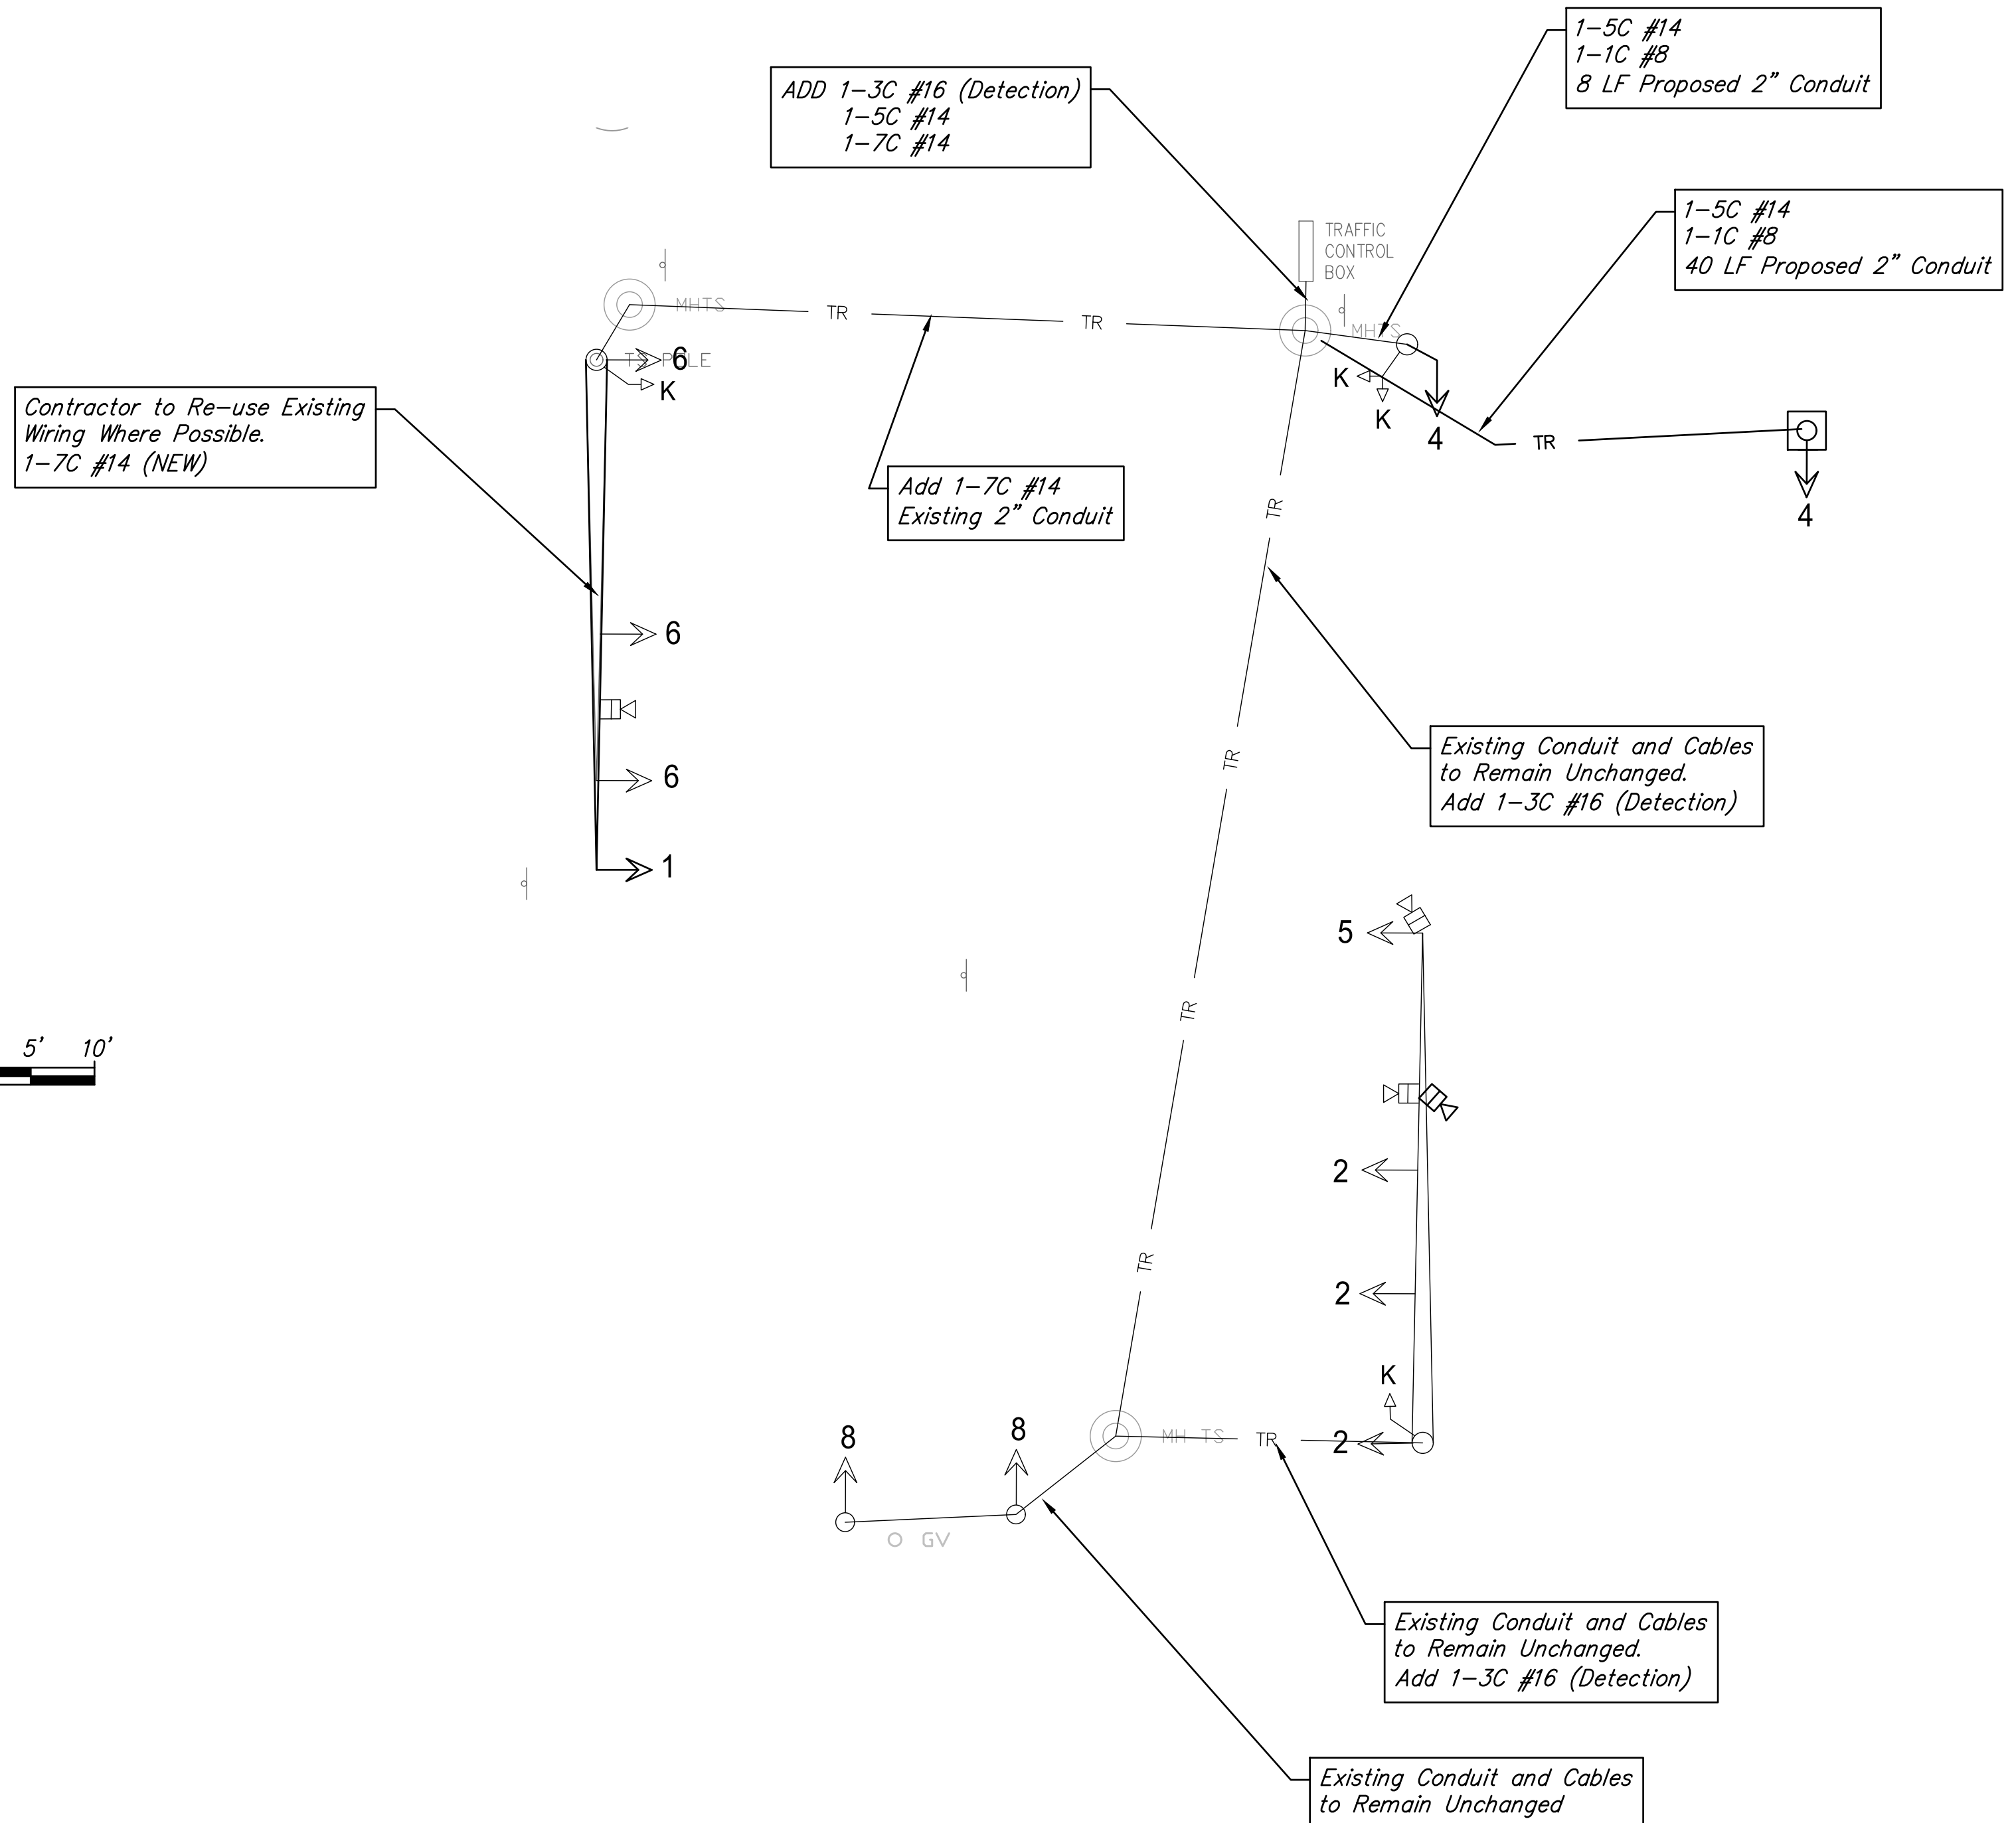 1-5C #14
1-1C #8
8 LF Proposed 2" Conduit
ADD 1-3C #16 (Detection)
1-5C #14
1-7C #14
1-5C #14
1-1C #8
40 LF Proposed 2" Conduit
TRAFFIC
CONTROL
BOX
MHTS
TR
TR
MHTS
TS POLE
6
K
K
K
4
TR
4
Contractor to Re-use Existing
Wiring Where Possible.
1-7C #14 (NEW)
Add 1-7C #14
Existing 2" Conduit
TR
6
TR
6
Existing Conduit and Cables
to Remain Unchanged.
Add 1-3C #16 (Detection)
1
5
TR
5' 10'
2
TR
2
K
8
8
MH TS
TR
2
GV
Existing Conduit and Cables
to Remain Unchanged.
Add 1-3C #16 (Detection)
Existing Conduit and Cables
to Remain Unchanged